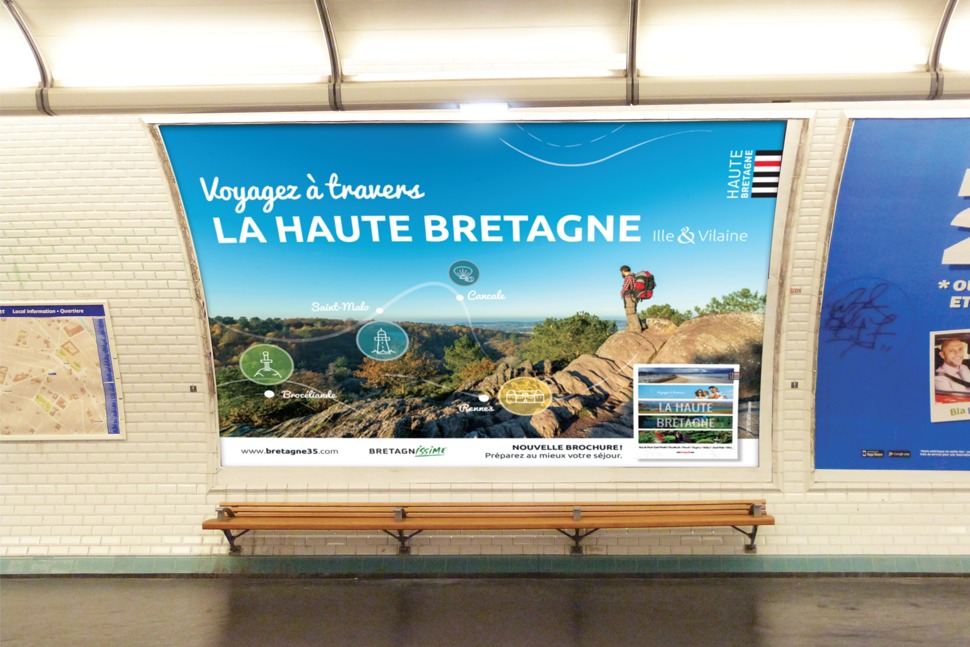 Voyagez à travers
LA HAUTE BRETAGNE Ille & Vilaine
HAUTE
BRETAGNE
Saint-Malo
Cancale
Brocéliande
Rennes
www.bretagne35.com
BRETAGNissime
NOUVELLE BROCHURE !
Préparez au mieux votre séjour.
LA HAUTE
BRETAGNE
Local information • Quartiere